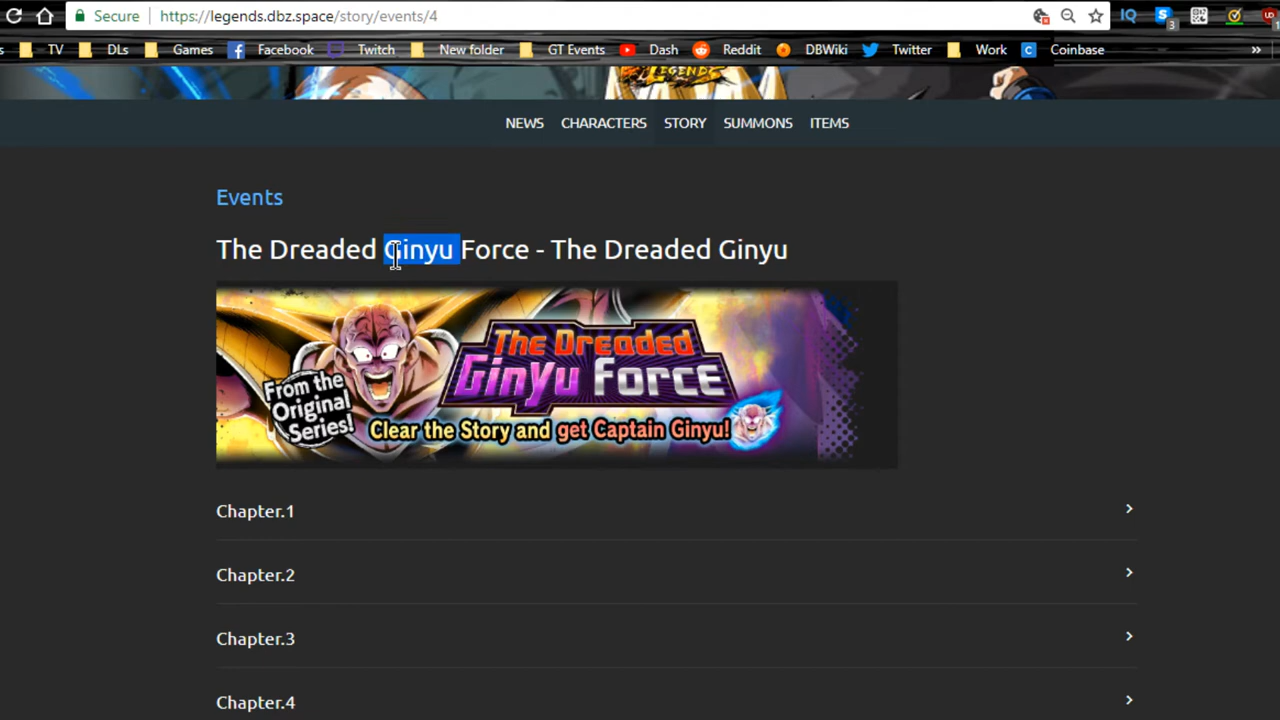 Secure https://legends.dbz.space/story/events/4
IQ
3
s TV DLs Games Facebook Twitch New folder GT Events Dash Reddit DBWiki Twitter Work C Coinbase »
LEGENDS
NEWS CHARACTERS STORY SUMMONS ITEMS
Events
The Dreaded Ginyu Force - The Dreaded Ginyu
The Dreaded
Ginyu Force
From the
Original
Series!
Clear the Story and get Captain Ginyu!
Chapter.1
Chapter.2
Chapter.3
Chapter.4